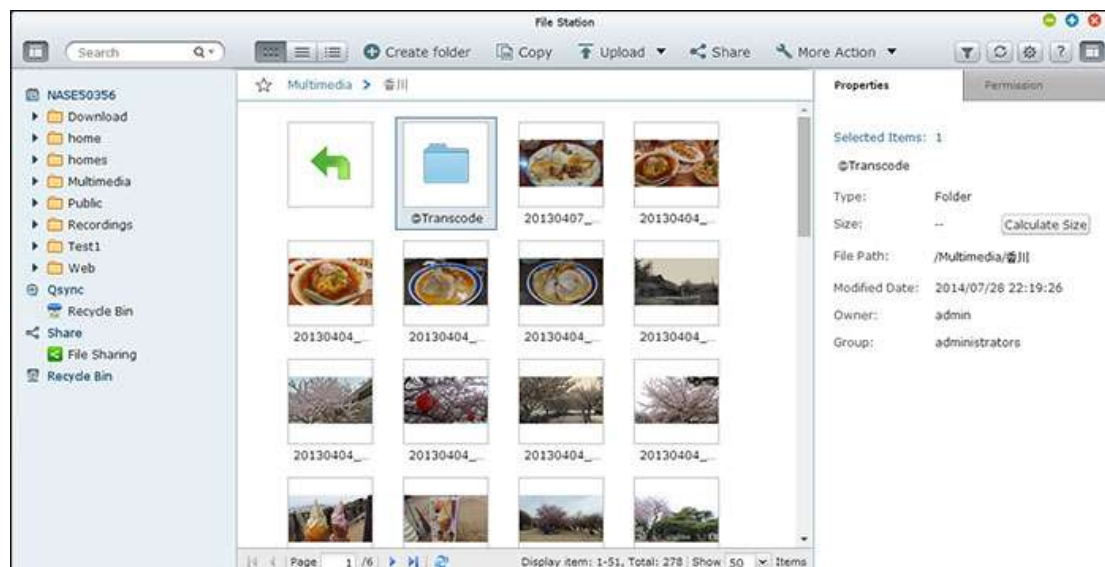 File Station
Search
Create folder
Copy
Upload
Share
More Action
?
NASE50356
Download
home
homes
Multimedia
Public
Recordings
Test1
Web
Qsync
Recycle Bin
Share
File Sharing
Recycle Bin
Multimedia > 香川
@Transcode
20130407_...
20130404_...
20130404_...
20130404_...
20130404_...
20130404_...
20130404_...
20130404_...
20130404_...
20130404_...
Page 1 /6
Display item: 1-51, Total: 278
Show 50 Items
Properties
Permission
Selected Items: 1
@Transcode
Type: Folder
Size: -- Calculate Size
File Path: /Multimedia/香川
Modified Date: 2014/07/28 22:19:26
Owner: admin
Group: administrators